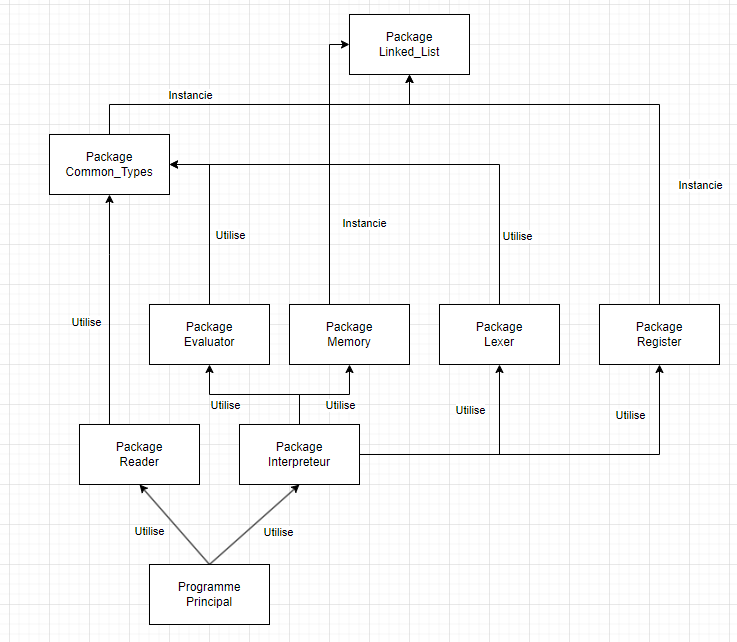 Package
Linked_List
Instancie
Package
Common_Types
Instancie
Instancie
Utilise
Utilise
Utilise
Package
Evaluator
Package
Memory
Package
Lexer
Package
Register
Utilise
Utilise
Utilise
Utilise
Package
Reader
Package
Interpreteur
Utilise
Utilise
Programme
Principal